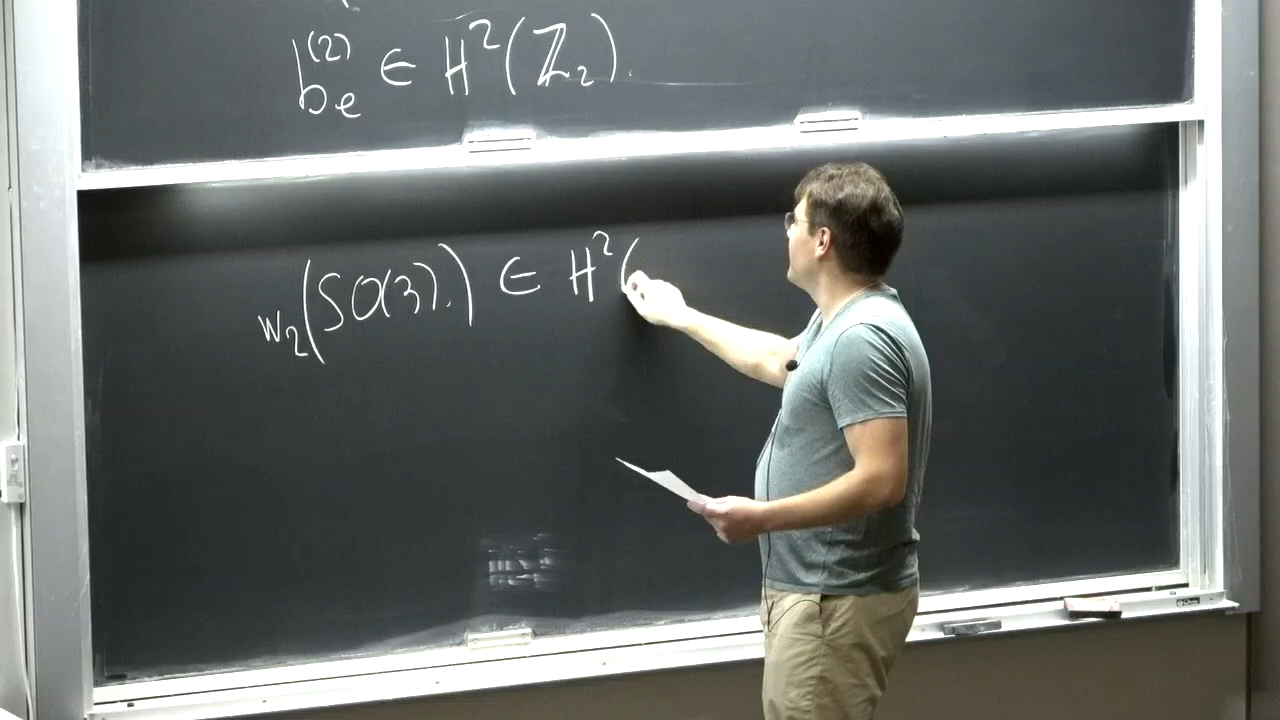 b_e^{(2)} ∈ H^2(ℤ_2).
w_2(SO(3).) ∈ H^2(